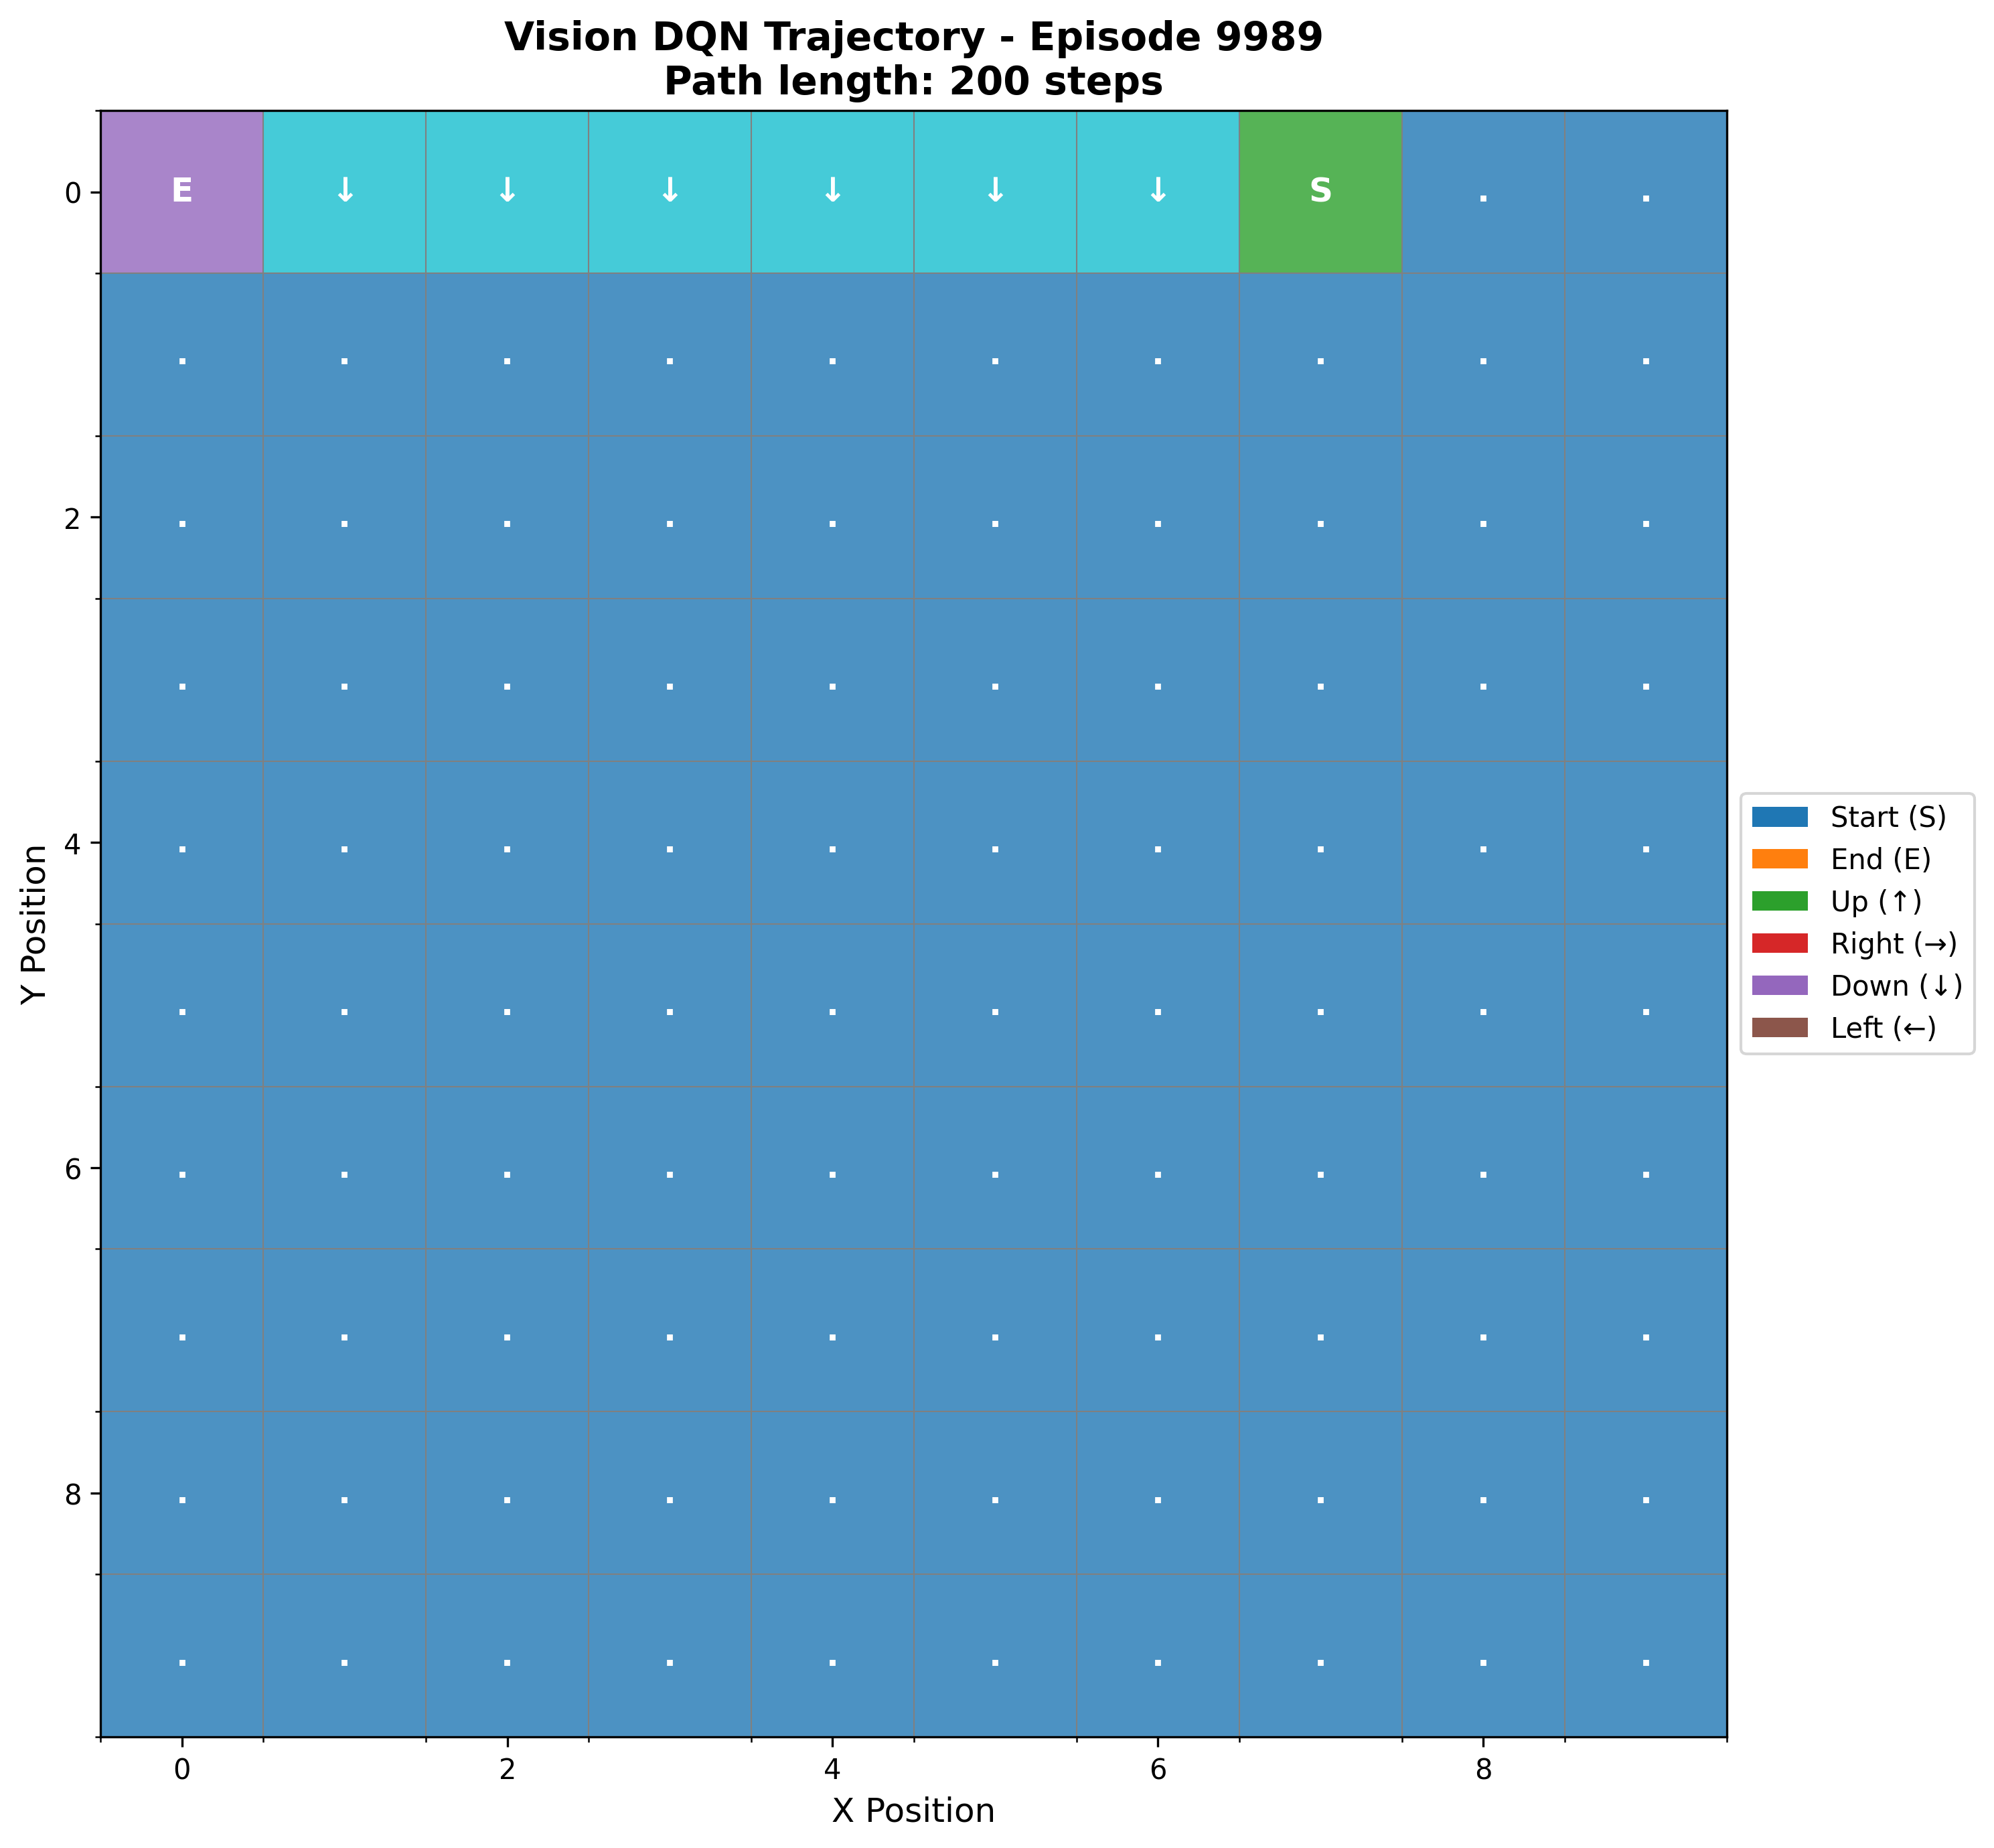 Vision DQN Trajectory - Episode 9989
Path length: 200 steps
E ↓ ↓ ↓ ↓ ↓ ↓ S . .
. . . . . . . . . .
. . . . . . . . . .
. . . . . . . . . .
. . . . . . . . . .
. . . . . . . . . .
. . . . . . . . . .
. . . . . . . . . .
. . . . . . . . . .
. . . . . . . . . .
0
2
4
6
8
Y Position
0 2 4 6 8
X Position
Start (S)
End (E)
Up (↑)
Right (→)
Down (↓)
Left (←)